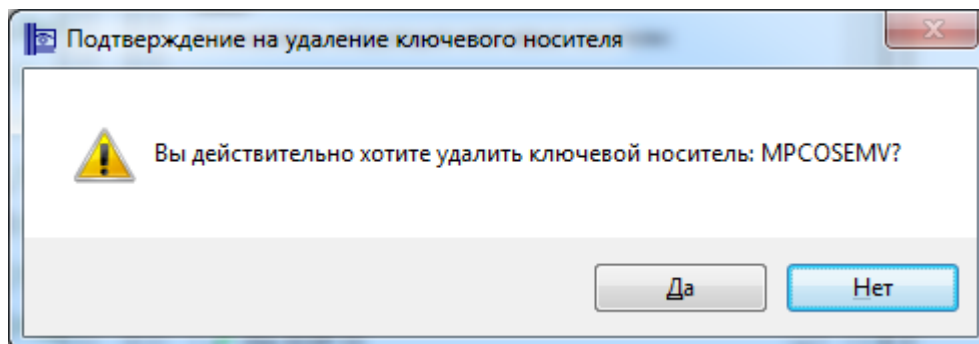 Подтверждение на удаление ключевого носителя
Вы действительно хотите удалить ключевой носитель: MPCOSEMV?
Да
Нет